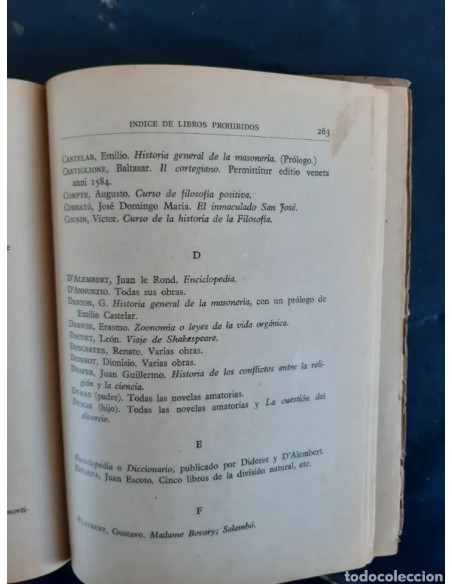 INDICE DE LIBROS PROHIBIDOS 263
CASTELAR, Emilio. Historia general de la masonería. (Prólogo.)
CASTIGLIONE, Baltasar. Il cortegiano. Permittitur editio veneta
anni 1584.
COMPTE, Augusto. Curso de filosofía positiva.
CORBATÓ, José Domingo María. El inmaculado San José.
COUSIN, Víctor. Curso de la historia de la Filosofía.
D
D'ALEMBERT, Juan le Rond. Enciclopedia.
D'ANNUNZIO. Todas sus obras.
DANTON, G. Historia general de la masonería, con un prólogo de
Emilio Castelar.
DARWIN, Erasmo. Zoonomia o leyes de la vida orgánica.
DAUDET, León. Viaje de Shakespeare.
DESCARTES, Renato. Varias obras.
DIDEROT, Dionisio. Varias obras.
DRAPER, Juan Guillermo. Historia de los conflictos entre la reli-
gión y la ciencia.
DUMAS (padre). Todas las novelas amatorias.
DUMAS (hijo). Todas las novelas amatorias y La cuestión del
divorcio.
E
Enciclopedia o Diccionario, publicado por Diderot y D'Alembert.
Juan Escoto. Cinco libros de la división natural, etc.
F
FLAUBERT, Gustavo. Madame Bovary; Salambó.
e
morti-
todocoleccion